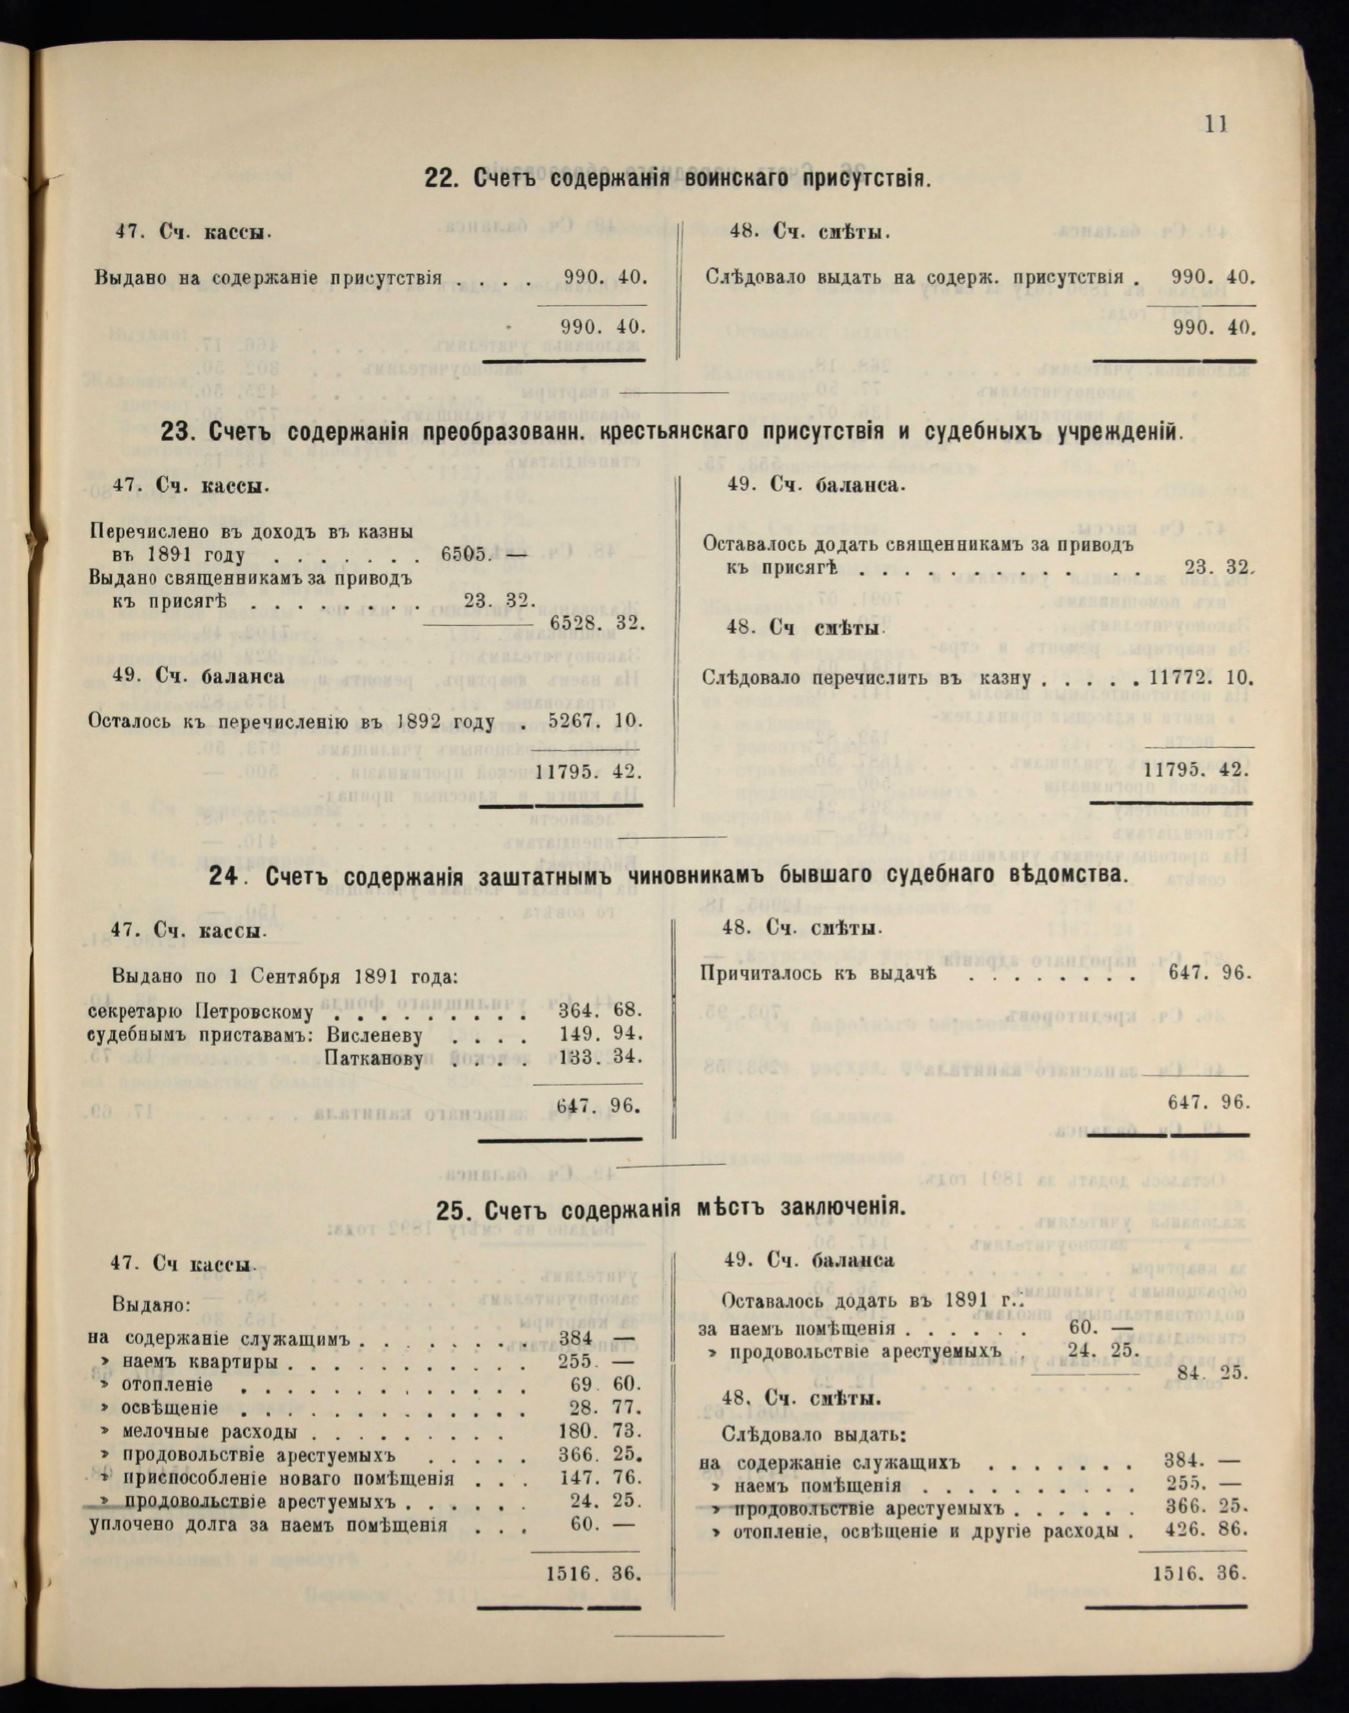 11
22. Счетъ содержанія воинскаго присутствія.
47. Сч. кассы.
Выдано на содержаніе присутствія . . . . 990. 40.
990. 40.
48. Сч. смѣты.
Слѣдовало выдать на содерж. присутствія . 990. 40.
990. 40.
23. Счетъ содержанія преобразованн. крестьянскаго присутствія и судебныхъ учрежденій.
47. Сч. кассы.
Перечислено въ доходъ въ казны
въ 1891 году . . . . . . . 6505. —
Выдано священникамъ за приводъ
къ присягѣ . . . . . . . . 23. 32.
6528. 32.
49. Сч. баланса
Осталось къ перечисленію въ 1892 году . 5267. 10.
11795. 42.
49. Сч. баланса.
Оставалось додать священникамъ за приводъ
къ присягѣ . . . . . . . . . . . . 23. 32.
48. Сч смѣты.
Слѣдовало перечислить въ казну . . . . . 11772. 10.
11795. 42.
24. Счетъ содержанія заштатнымъ чиновникамъ бывшаго судебнаго вѣдомства.
47. Сч. кассы.
Выдано по 1 Сентября 1891 года:
секретарю Петровскому . . . . . . . . . 364. 68.
судебнымъ приставамъ: Висленеву . . . . 149. 94.
Патканову . . . . 133. 34.
647. 96.
48. Сч. смѣты.
Причиталось къ выдачѣ . . . . . . . . 647. 96.
647. 96.
25. Счетъ содержанія мѣстъ заключенія.
47. Сч кассы.
Выдано:
на содержаніе служащимъ . . . . . . . . 384 —
» наемъ квартиры . . . . . . . . . . . 255. —
» отопленіе . . . . . . . . . . . . . 69. 60.
» освѣщеніе . . . . . . . . . . . . . 28. 77.
» мелочные расходы . . . . . . . . . 180. 73.
» продовольствіе арестуемыхъ . . . . . 366. 25.
» приспособленіе новаго помѣщенія . . . 147. 76.
» продовольствіе арестуемыхъ . . . . . . 24. 25.
уплочено долга за наемъ помѣщенія . . . 60. —
1516. 36.
49. Сч. баланса
Оставалось додать въ 1891 г.:
за наемъ помѣщенія . . . . . . 60. —
» продовольствіе арестуемыхъ . 24. 25.
84. 25.
48. Сч. смѣты.
Слѣдовало выдать:
на содержаніе служащихъ . . . . . . . 384. —
» наемъ помѣщенія . . . . . . . . . . 255. —
» продовольствіе арестуемыхъ . . . . . . 366. 25.
» отопленіе, освѣщеніе и другіе расходы . 426. 86.
1516. 36.